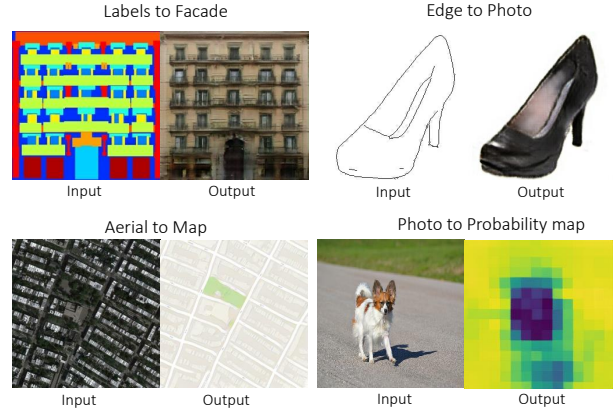 Labels to Facade
Edge to Photo
Input
Output
Input
Output
Aerial to Map
Photo to Probability map
Input
Output
Input
Output